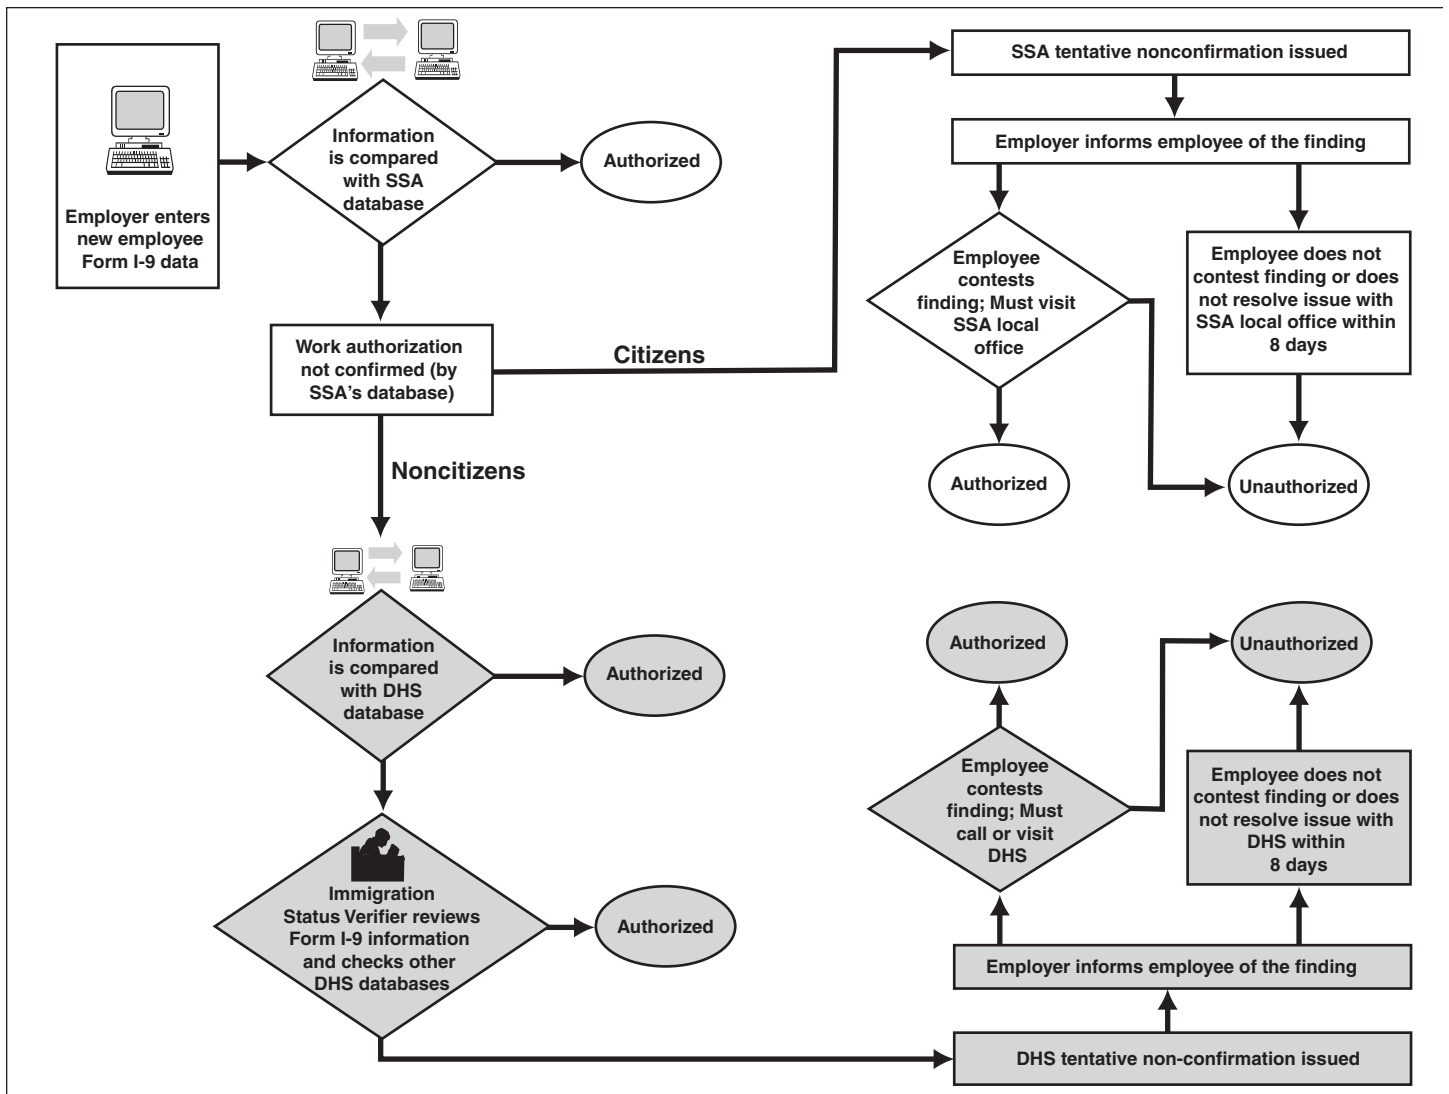 Employer enters
new employee
Form I-9 data
Information
is compared
with SSA
database
Authorized
Work authorization
not confirmed (by
SSA's database)
Citizens
Noncitizens
SSA tentative nonconfirmation issued
Employer informs employee of the finding
Employee
contests
finding; Must visit
SSA local
office
Employee does not
contest finding or does
not resolve issue with
SSA local office within
8 days
Authorized
Unauthorized
Information
is compared
with DHS
database
Authorized
Immigration
Status Verifier reviews
Form I-9 information
and checks other
DHS databases
Authorized
Authorized
Unauthorized
Employee
contests
finding; Must
call or visit
DHS
Employee does not
contest finding or does
not resolve issue with
DHS within
8 days
Employer informs employee of the finding
DHS tentative non-confirmation issued